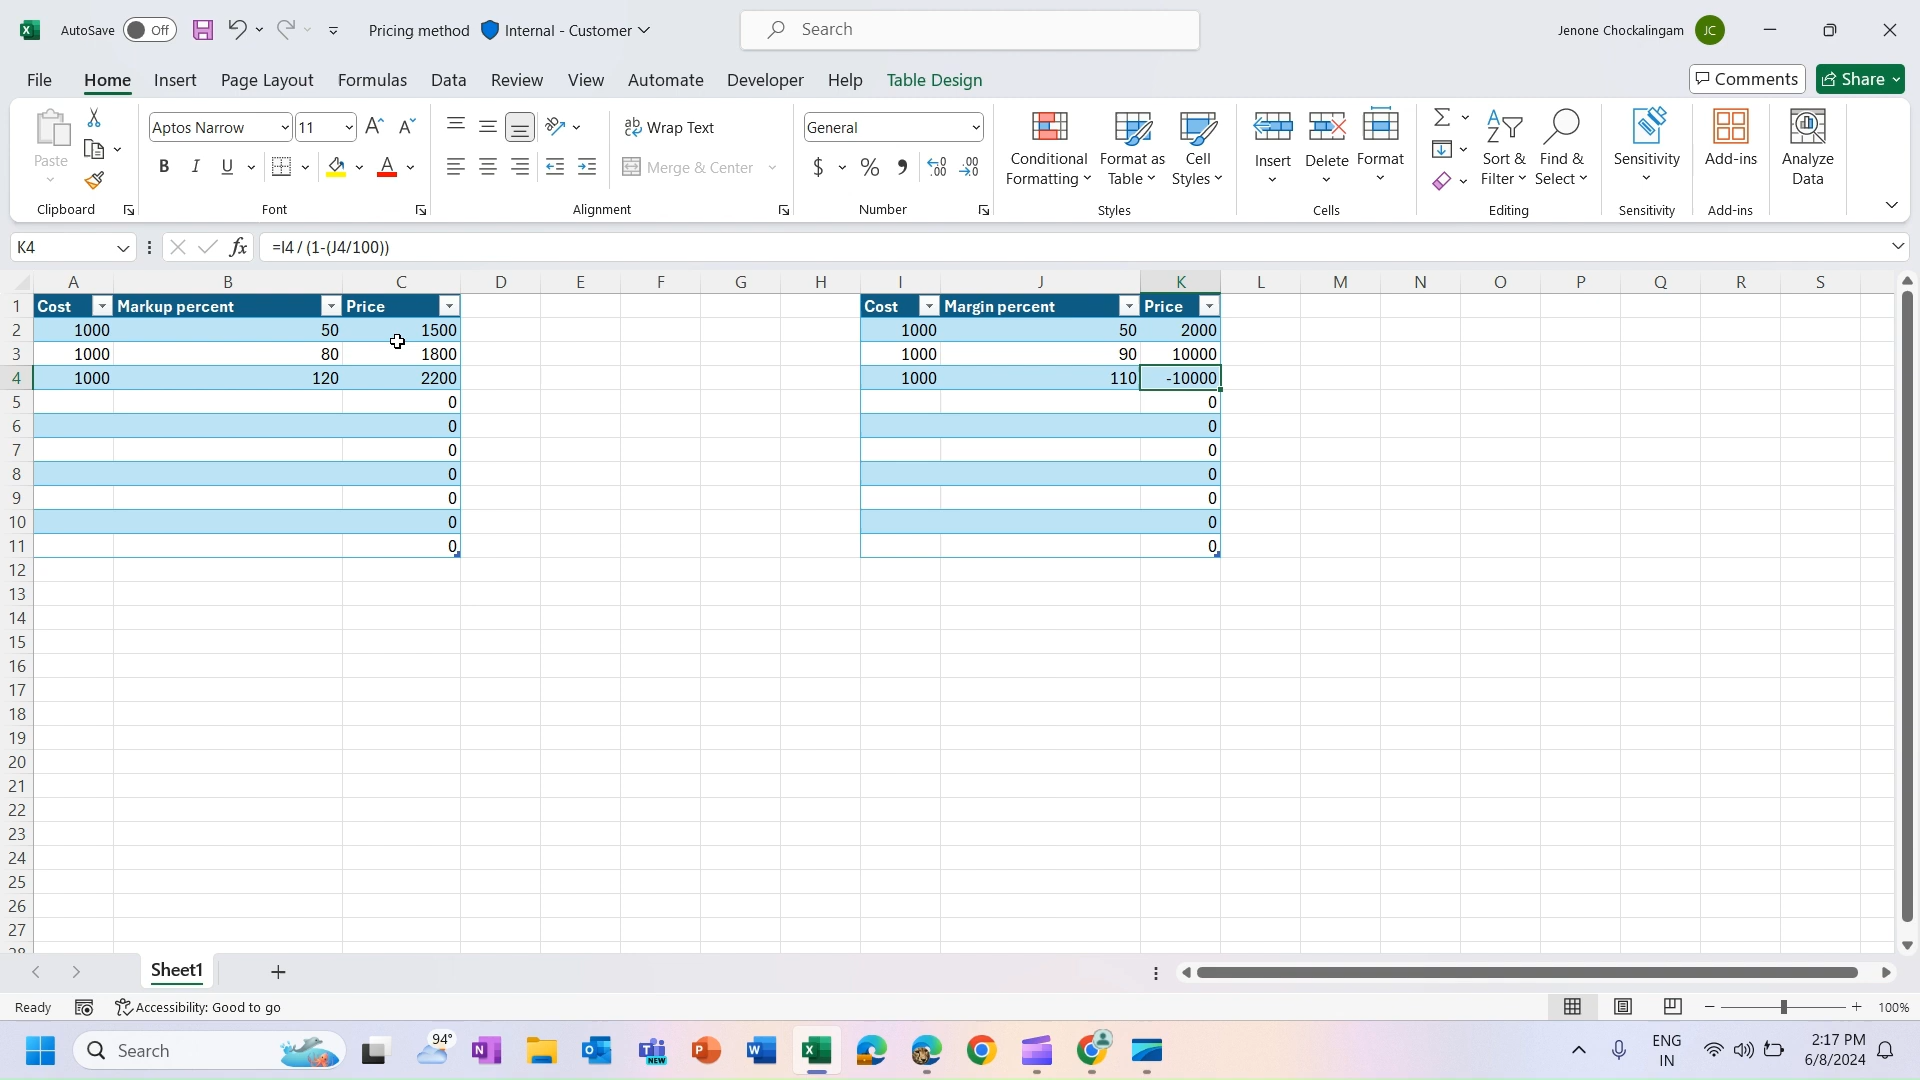 AutoSave Off Pricing method Internal - Customer Search Jenone Chockalingam JC
File Home Insert Page Layout Formulas Data Review View Automate Developer Help Table Design Comments Share
Paste
Clipboard
Aptos Narrow 11
B I U A
Font
Wrap Text
Merge & Center
Alignment
General
$ % 9
Number
Conditional Formatting
Format as Table
Cell Styles
Styles
Insert Delete Format
Cells
Sort & Filter
Find & Select
Editing
Sensitivity
Sensitivity
Add-ins
Add-ins
Analyze Data
K4 fx =I4 / (1-(J4/100))
A B C D E F G H I J K L M N O P Q R S
1 Cost Markup percent Price Cost Margin percent Price
2 1000 50 1500 1000 50 2000
3 1000 80 1800 1000 90 10000
4 1000 120 2200 1000 110 -10000
5 0 0
6 0 0
7 0 0
8 0 0
9 0 0
10 0 0
11 0 0
12
13
14
15
16
17
18
19
20
21
22
23
24
25
26
27
Sheet1
Ready Accessibility: Good to go 100%
Search 94° ENG 2:17 PM
IN 6/8/2024